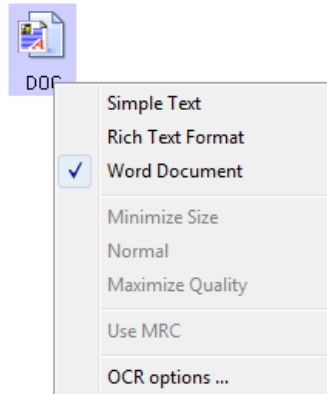 DOC
Simple Text
Rich Text Format
Word Document
Minimize Size
Normal
Maximize Quality
Use MRC
OCR options ...